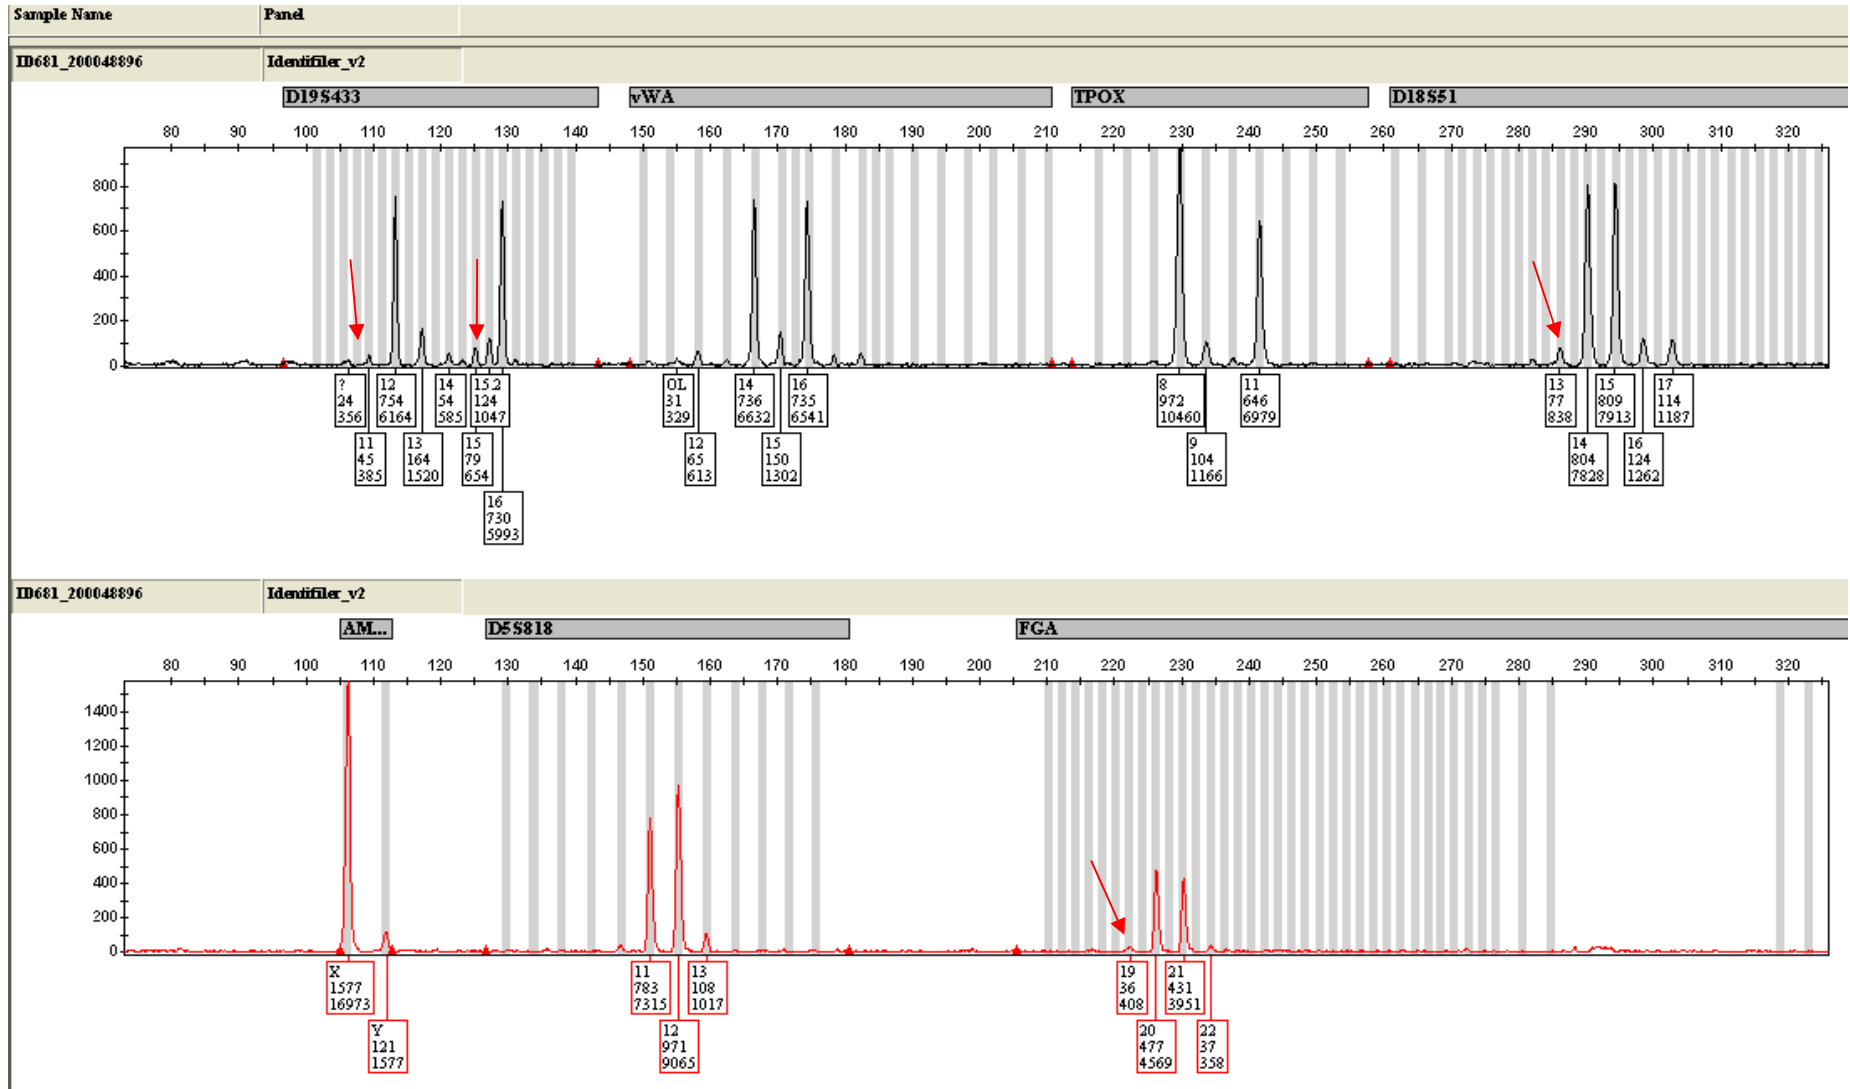 Sample Name Panel
ID681_200048896 Identifiler_v2
D19S433 vWA TPOX D18S51
80 90 100 110 120 130 140 150 160 170 180 190 200 210 220 230 240 250 260 270 280 290 300 310 320
800
600
400
200
0
? 12 14 15.2 OL 14 16 8 11 13 15 17
24 754 54 124 31 736 735 972 646 77 809 114
356 6164 585 1047 329 6632 6541 10460 6979 838 7913 1187
11 13 15 12 15 9 14 16
45 164 79 65 150 104 804 124
385 1520 654 613 1302 1166 7828 1262
16
730
5993
ID681_200048896 Identifiler_v2
AM... D5S818 FGA
80 90 100 110 120 130 140 150 160 170 180 190 200 210 220 230 240 250 260 270 280 290 300 310 320
1400
1200
1000
800
600
400
200
0
X 11 13 19 21
1577 783 108 36 431
16973 7315 1017 408 3951
Y 12 20 22
121 971 477 37
1577 9065 4569 358